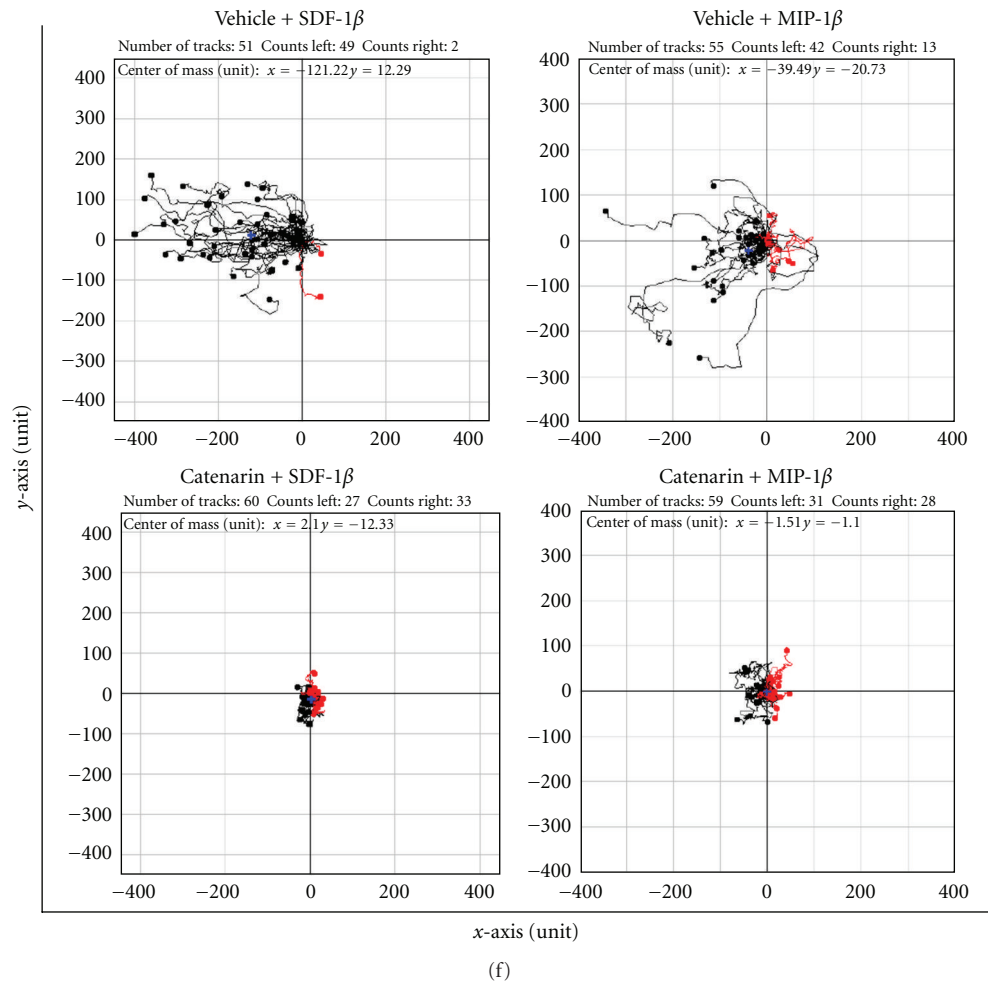 Vehicle + SDF-1β
Number of tracks: 51 Counts left: 49 Counts right: 2
Center of mass (unit): x = −121.22 y = 12.29
400
300
200
100
0
−100
−200
−300
−400
−400 −200 0 200 400
Vehicle + MIP-1β
Number of tracks: 55 Counts left: 42 Counts right: 13
Center of mass (unit): x = −39.49 y = −20.73
400
300
200
100
0
−100
−200
−300
−400
−400 −200 0 200 400
Catenarin + SDF-1β
Number of tracks: 60 Counts left: 27 Counts right: 33
Center of mass (unit): x = 2.1 y = −12.33
400
300
200
100
0
−100
−200
−300
−400
−400 −200 0 200 400
Catenarin + MIP-1β
Number of tracks: 59 Counts left: 31 Counts right: 28
Center of mass (unit): x = −1.51 y = −1.1
400
300
200
100
0
−100
−200
−300
−400
−400 −200 0 200 400
y-axis (unit)
x-axis (unit)
(f)